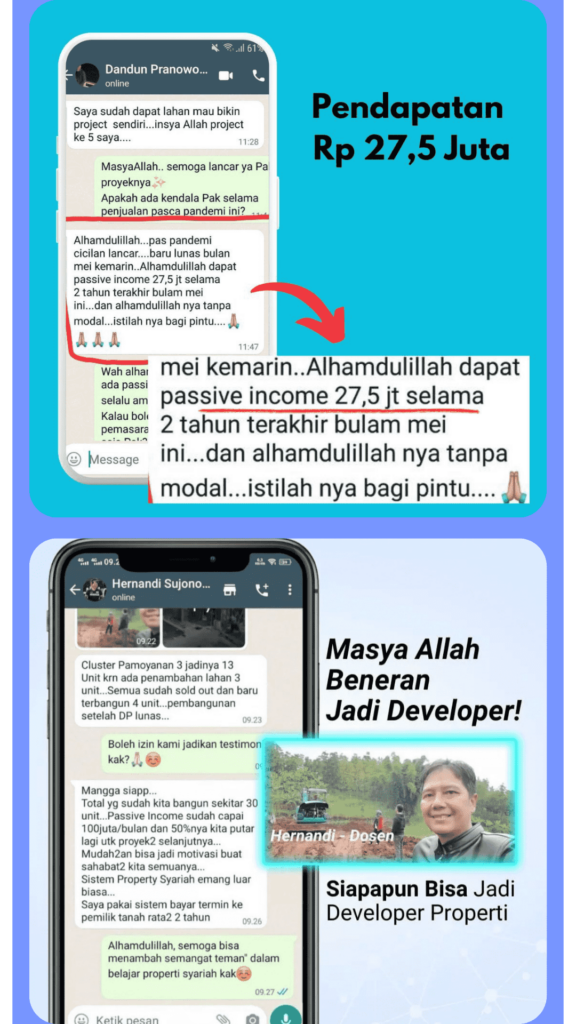 61%
Dandun Pranowo...
online
Pendapatan
Rp 27,5 Juta
Saya sudah dapat lahan mau bikin
project sendiri...insya Allah project
ke 5 saya....
11:28
MasyaAllah.. semoga lancar ya Pa
proyeknya✨
Apakah ada kendala Pak selama
penjualan pasca pandemi ini?
Alhamdulillah...pas pandemi
cicilan lancar....baru lunas bulan
mei kemarin..Alhamdulillah dapat
passive income 27,5 jt selama
2 tahun terakhir bulam mei
ini...dan alhamdulillah nya tanpa
modal...istilah nya bagi pintu....🙏
🙏🙏🙏
11:47
Wah alhar
ada passi
selalu am
Kalau bol
pemasara
Message
mei kemarin..Alhamdulillah dapat
passive income 27,5 jt selama
2 tahun terakhir bulam mei
ini...dan alhamdulillah nya tanpa
modal...istilah nya bagi pintu....🙏
09.2
Hernandi Sujono...
online
09.22
Cluster Pamoyanan 3 jadinya 13
Unit krn ada penambahan lahan 3
unit...Semua sudah sold out dan baru
terbangun 4 unit...pembangunan
setelah DP lunas...
09.23
Boleh izin kami jadikan testimon
kak?🙏☺️
Mangga siapp...
Total yg sudah kita bangun sekitar 30
unit...Passive Income sudah capai
100juta/bulan dan 50%nya kita putar
lagi utk proyek2 selanjutnya...
Mudah2an bisa jadi motivasi buat
sahabat2 kita semuanya...
Sistem Property Syariah emang luar
biasa...
Saya pakai sistem bayar termin ke
pemilik tanah rata2 2 tahun
09.26
Alhamdulillah, semoga bisa
menambah semangat teman" dalam
belajar properti syariah kak☺️
09.27
Ketik pesan
Masya Allah
Beneran
Jadi Developer!
Hernandi - Dosen
Siapapun Bisa Jadi
Developer Properti